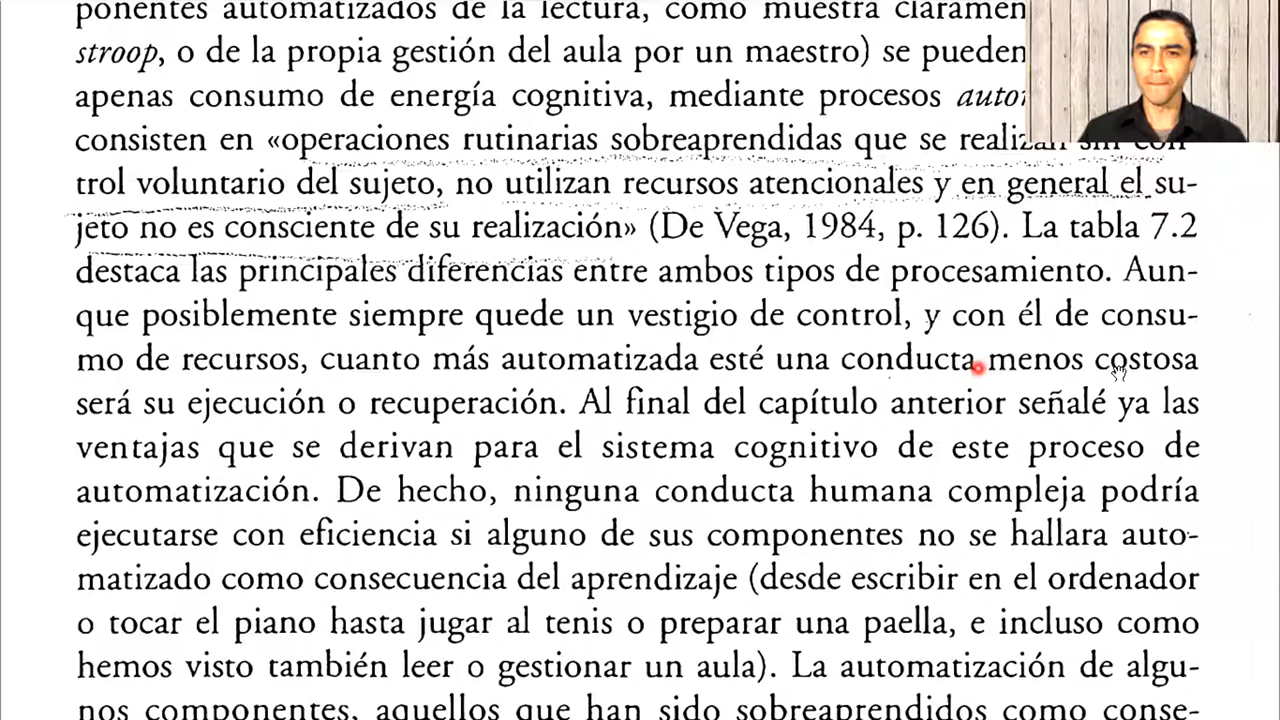 ponentes automatizados de la lectura, como muestra claramen
stroop, o de la propia gestión del aula por un maestro) se pueden
apenas consumo de energía cognitiva, mediante procesos
consisten en «operaciones rutinarias sobreaprendidas que se realizan sin con
trol voluntario del sujeto, no utilizan recursos atencionales y en general el su-
jeto no es consciente de su realización» (De Vega, 1984, p. 126). La tabla 7.2
destaca las principales diferencias entre ambos tipos de procesamiento. Aun-
que posiblemente siempre quede un vestigio de control, y con él de consu-
mo de recursos, cuanto más automatizada esté una conducta menos costosa
será su ejecución o recuperación. Al final del capítulo anterior señalé ya las
ventajas que se derivan para el sistema cognitivo de este proceso de
automatización. De hecho, ninguna conducta humana compleja podría
ejecutarse con eficiencia si alguno de sus componentes no se hallara auto-
matizado como consecuencia del aprendizaje (desde escribir en el ordenador
o tocar el piano hasta jugar al tenis o preparar una paella, e incluso como
hemos visto también leer o gestionar un aula). La automatización de algu-
nos componentes, aquellos que han sido sobreaprendidos como conse-